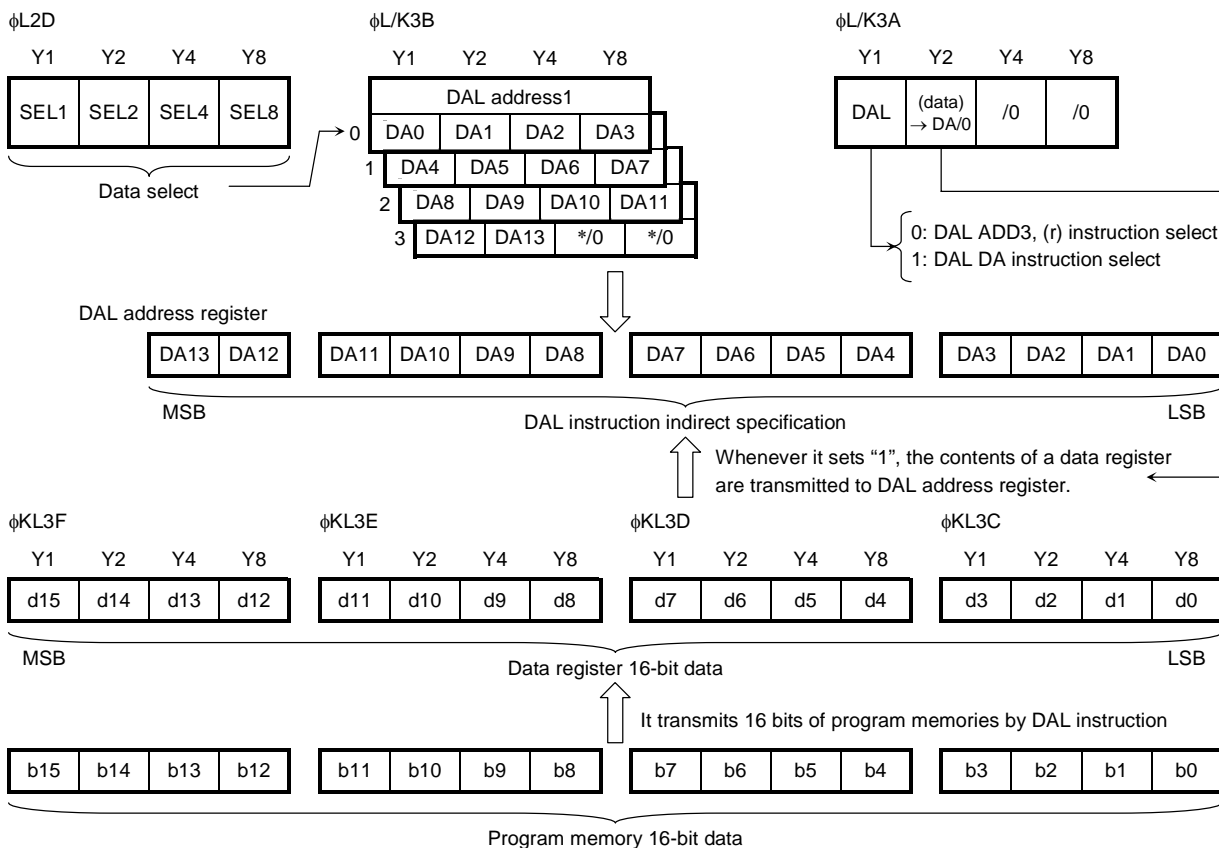 ϕL2D ϕL/K3B ϕL/K3A
Y1 Y2 Y4 Y8 Y1 Y2 Y4 Y8 Y1 Y2 Y4 Y8
SEL1 SEL2 SEL4 SEL8
DAL address1
DAL (data) → DA/0 /0 /0
0 DA0 DA1 DA2 DA3
1 DA4 DA5 DA6 DA7
Data select
2 DA8 DA9 DA10 DA11
3 DA12 DA13 */0 */0
0: DAL ADD3, (r) instruction select
1: DAL DA instruction select
DAL address register
DA13 DA12 DA11 DA10 DA9 DA8 DA7 DA6 DA5 DA4 DA3 DA2 DA1 DA0
MSB LSB
DAL instruction indirect specification
Whenever it sets “1”, the contents of a data register
are transmitted to DAL address register.
ϕKL3F ϕKL3E ϕKL3D ϕKL3C
Y1 Y2 Y4 Y8 Y1 Y2 Y4 Y8 Y1 Y2 Y4 Y8 Y1 Y2 Y4 Y8
d15 d14 d13 d12 d11 d10 d9 d8 d7 d6 d5 d4 d3 d2 d1 d0
MSB LSB
Data register 16-bit data
It transmits 16 bits of program memories by DAL instruction
b15 b14 b13 b12 b11 b10 b9 b8 b7 b6 b5 b4 b3 b2 b1 b0
Program memory 16-bit data